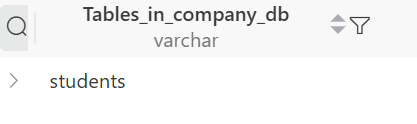 Tables_in_company_db
varchar
students